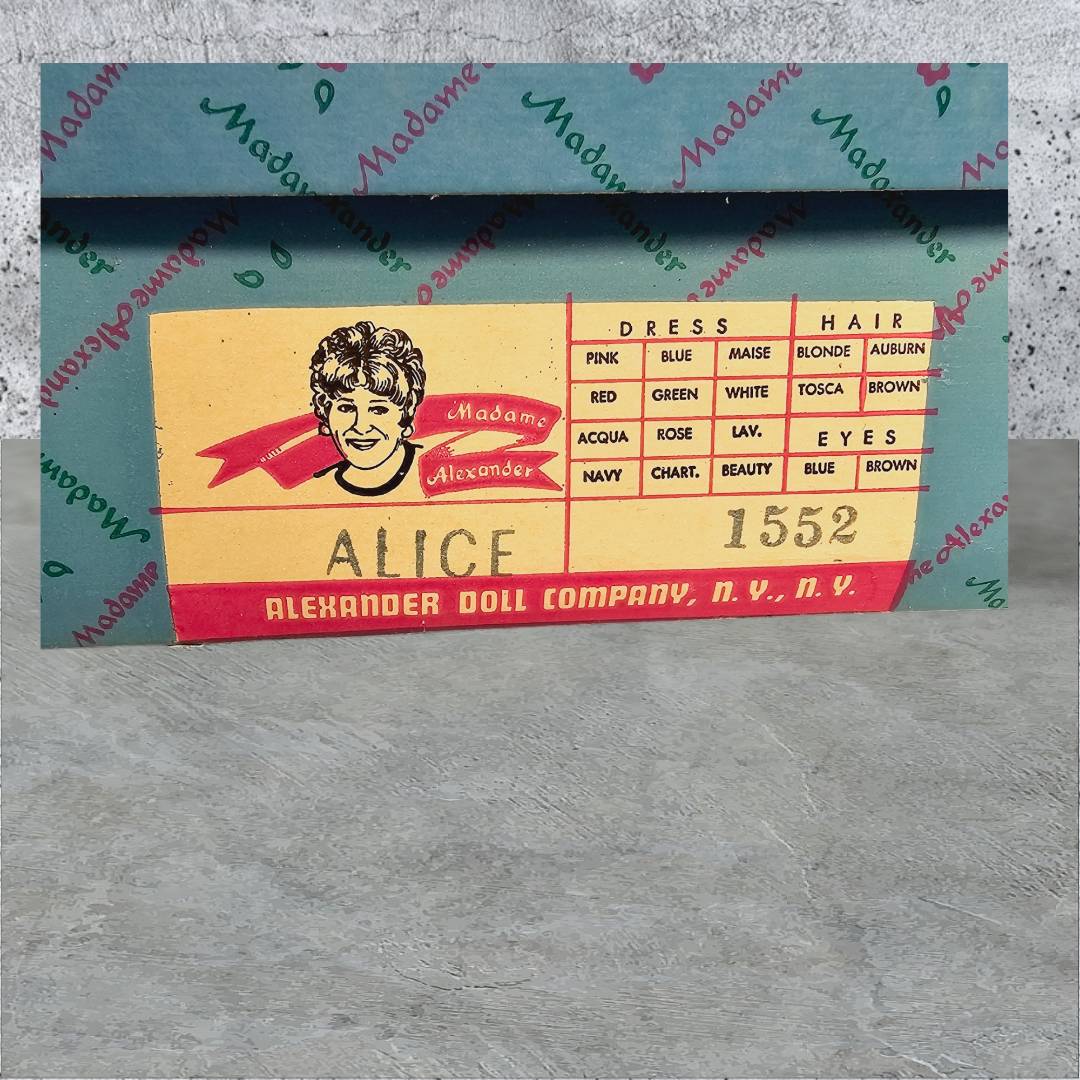 Madame
Alexander
DRESS HAIR
PINK BLUE MAISE BLONDE AUBURN
RED GREEN WHITE TOSCA BROWN
ACQUA ROSE LAV. EYES
NAVY CHART. BEAUTY BLUE BROWN
ALICE 1552
ALEXANDER DOLL COMPANY, N.Y., N.Y.